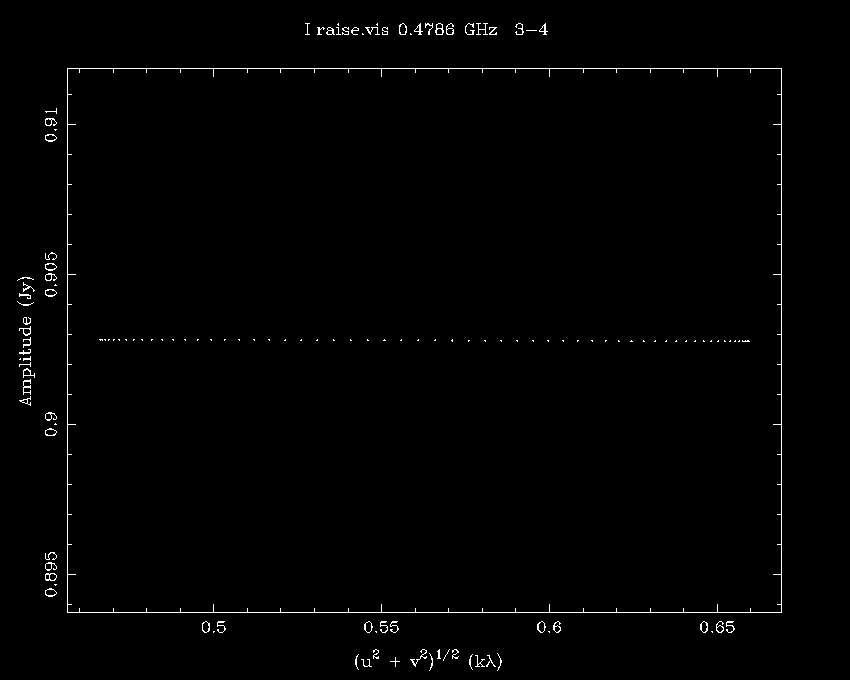 I raise.vis 0.4786 GHz 3−4
0.91
0.905
0.9
0.895
Amplitude (Jy)
0.5 0.55 0.6 0.65
(u² + v²)^1/2 (kλ)